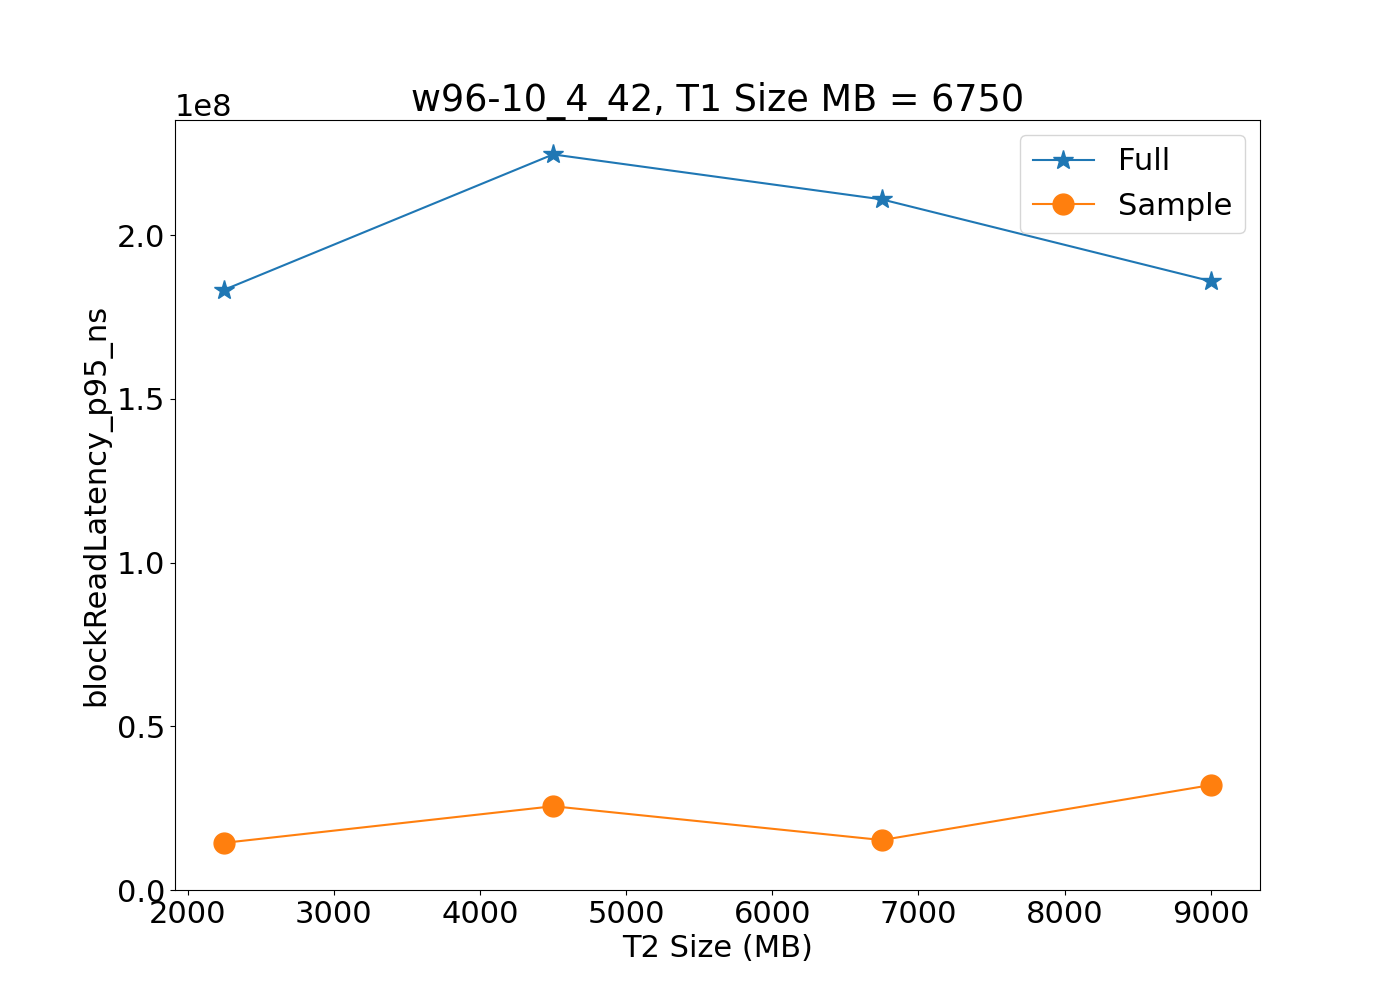 w96-10_4_42, T1 Size MB = 6750
1e8
Full
Sample
2.0
1.5
1.0
0.5
0.0
blockReadLatency_p95_ns
2000 3000 4000 5000 6000 7000 8000 9000
T2 Size (MB)